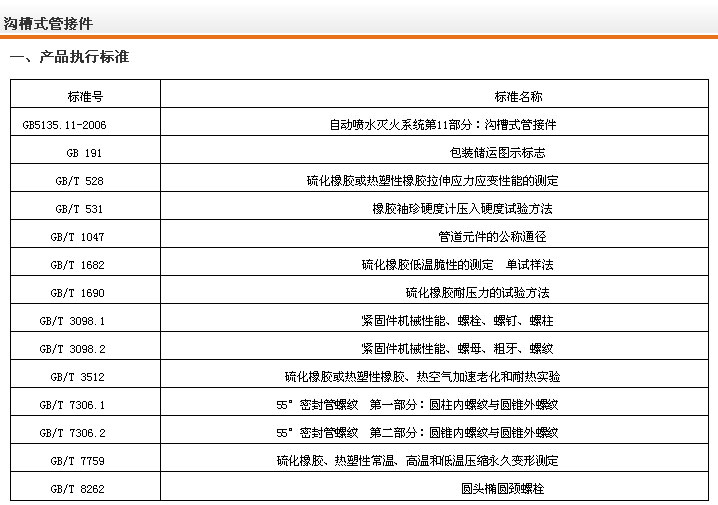 沟槽式管接件
一、产品执行标准
标准号 标准名称
GB5135.11-2006 自动喷水灭火系统第11部分：沟槽式管接件
GB 191 包装储运图示标志
GB/T 528 硫化橡胶或热塑性橡胶拉伸应力应变性能的测定
GB/T 531 橡胶袖珍硬度计压入硬度试验方法
GB/T 1047 管道元件的公称通径
GB/T 1682 硫化橡胶低温脆性的测定 单试样法
GB/T 1690 硫化橡胶耐压力的试验方法
GB/T 3098.1 紧固件机械性能、螺栓、螺钉、螺柱
GB/T 3098.2 紧固件机械性能、螺母、粗牙、螺纹
GB/T 3512 硫化橡胶或热塑性橡胶、热空气加速老化和耐热实验
GB/T 7306.1 55°密封管螺纹 第一部分：圆柱内螺纹与圆锥外螺纹
GB/T 7306.2 55°密封管螺纹 第二部分：圆锥内螺纹与圆锥外螺纹
GB/T 7759 硫化橡胶、热塑性常温、高温和低温压缩永久变形测定
GB/T 8262 圆头椭圆颈螺栓